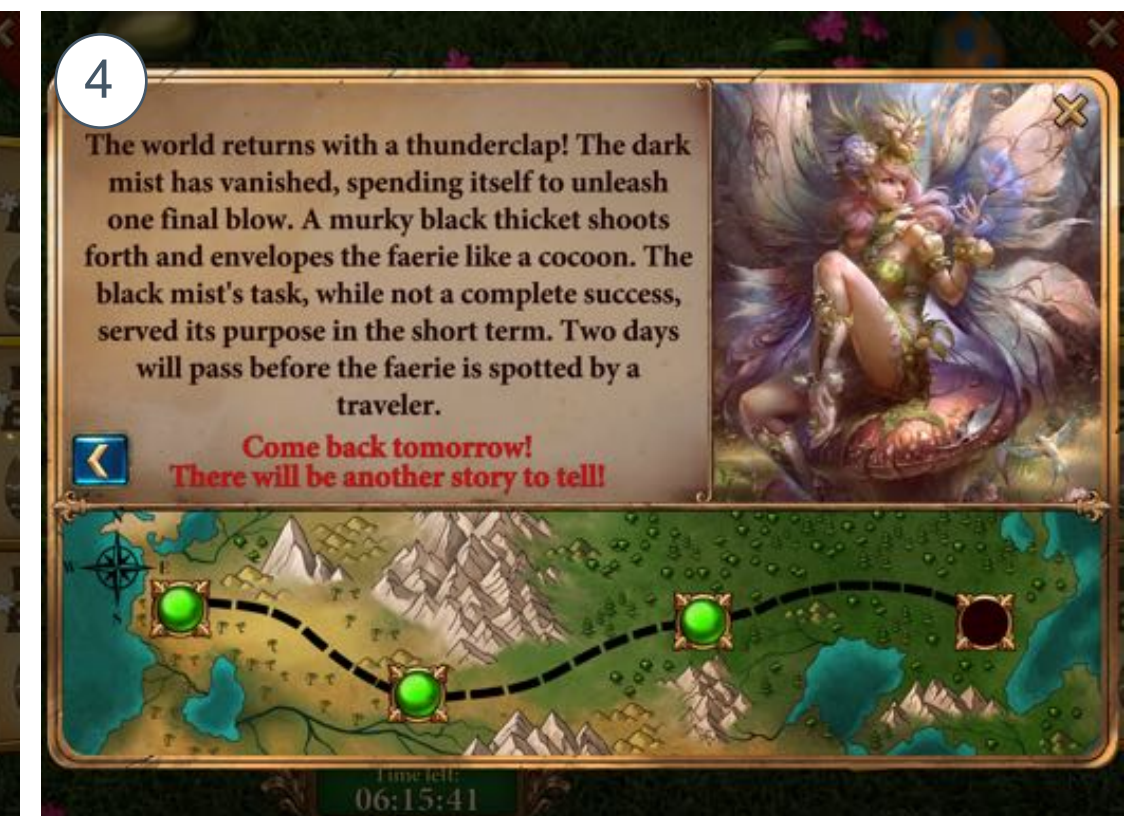 4
The world returns with a thunderclap! The dark
mist has vanished, spending itself to unleash
one final blow. A murky black thicket shoots
forth and envelopes the faerie like a cocoon. The
black mist's task, while not a complete success,
served its purpose in the short term. Two days
will pass before the faerie is spotted by a
traveler.
Come back tomorrow!
There will be another story to tell!
N
W E
S
Time left:
06:15:41